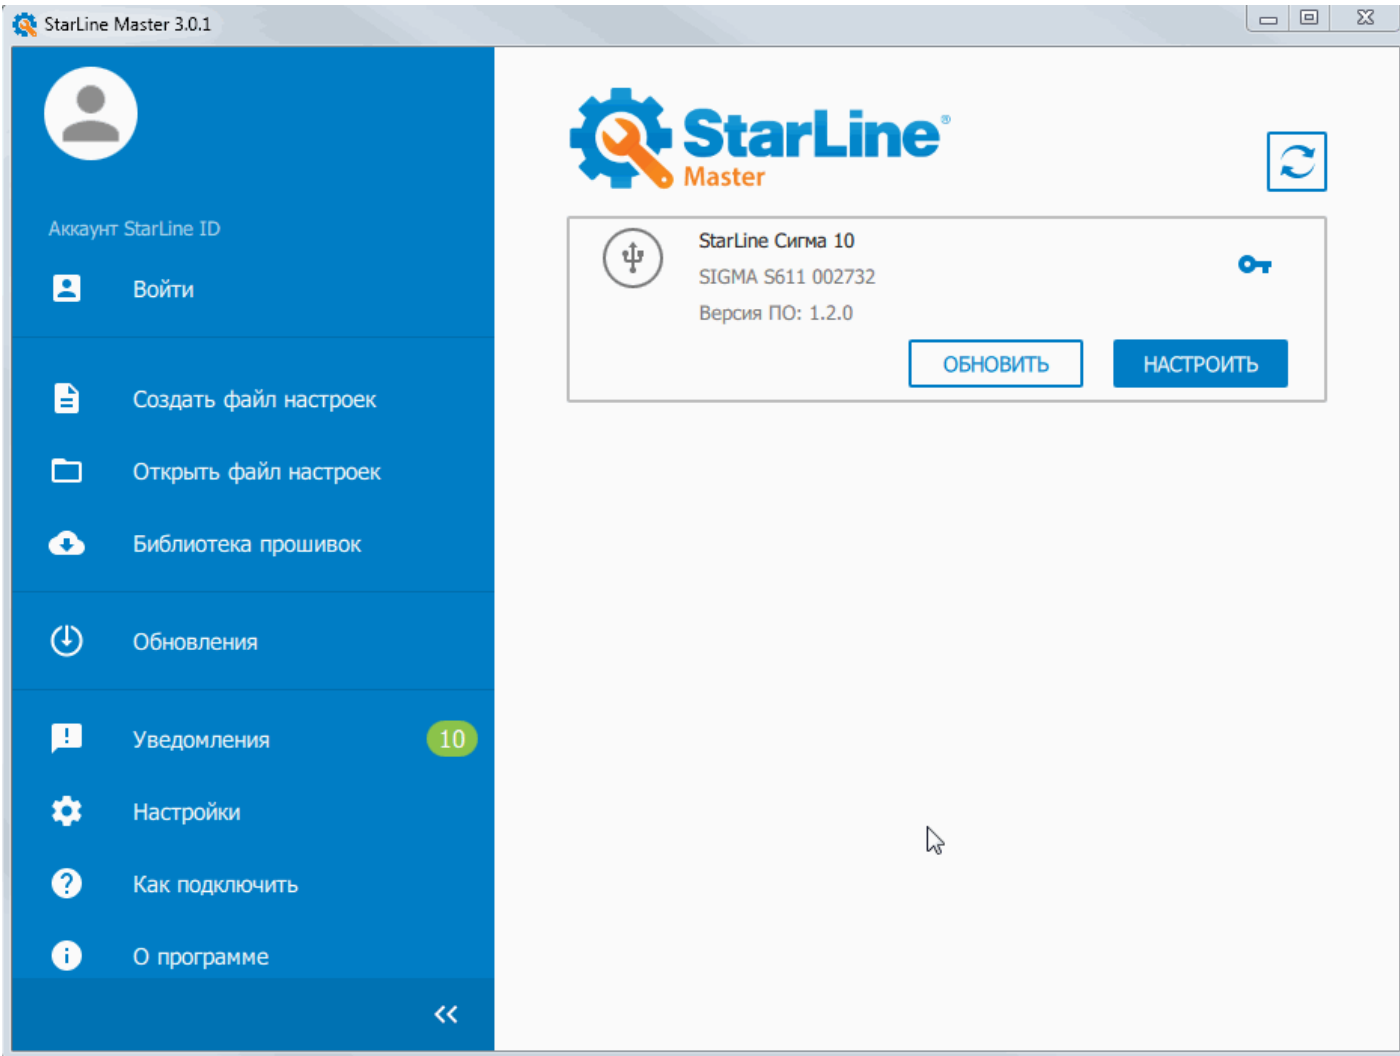 StarLine Master 3.0.1
Аккаунт StarLine ID
Войти
Создать файл настроек
Открыть файл настроек
Библиотека прошивок
Обновления
Уведомления 10
Настройки
Как подключить
О программе
StarLine®
Master
StarLine Сигма 10
SIGMA S611 002732
Версия ПО: 1.2.0
ОБНОВИТЬ НАСТРОИТЬ